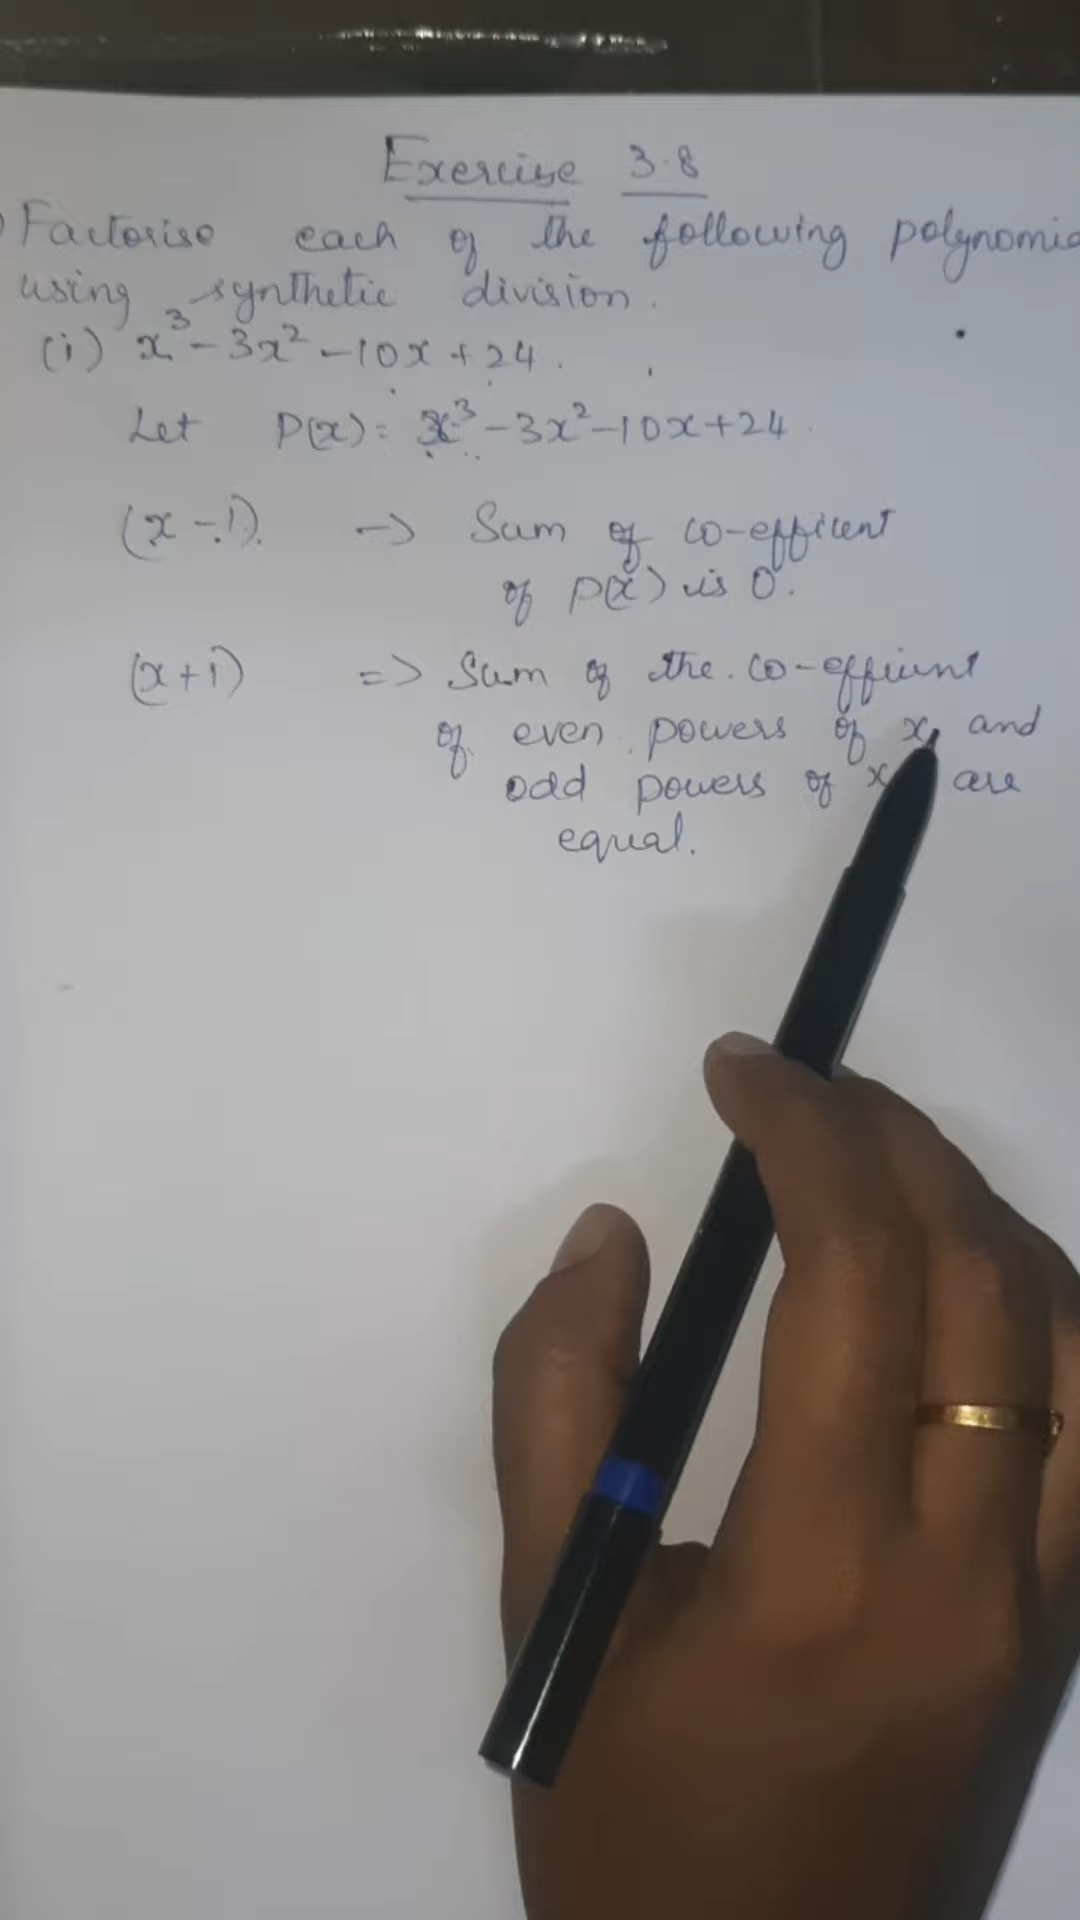 Exercise 3.8
Factorise each of the following
using synthetic division.
(i) x³ - 3x² - 10x + 24.
Let P(x) = x³ - 3x² - 10x + 24.
(x - 1). → Sum of co-efficent
of P(x) is 0.
(x + 1) => Sum of the co-effient
of even powers of x and
odd powers of x are
equal.